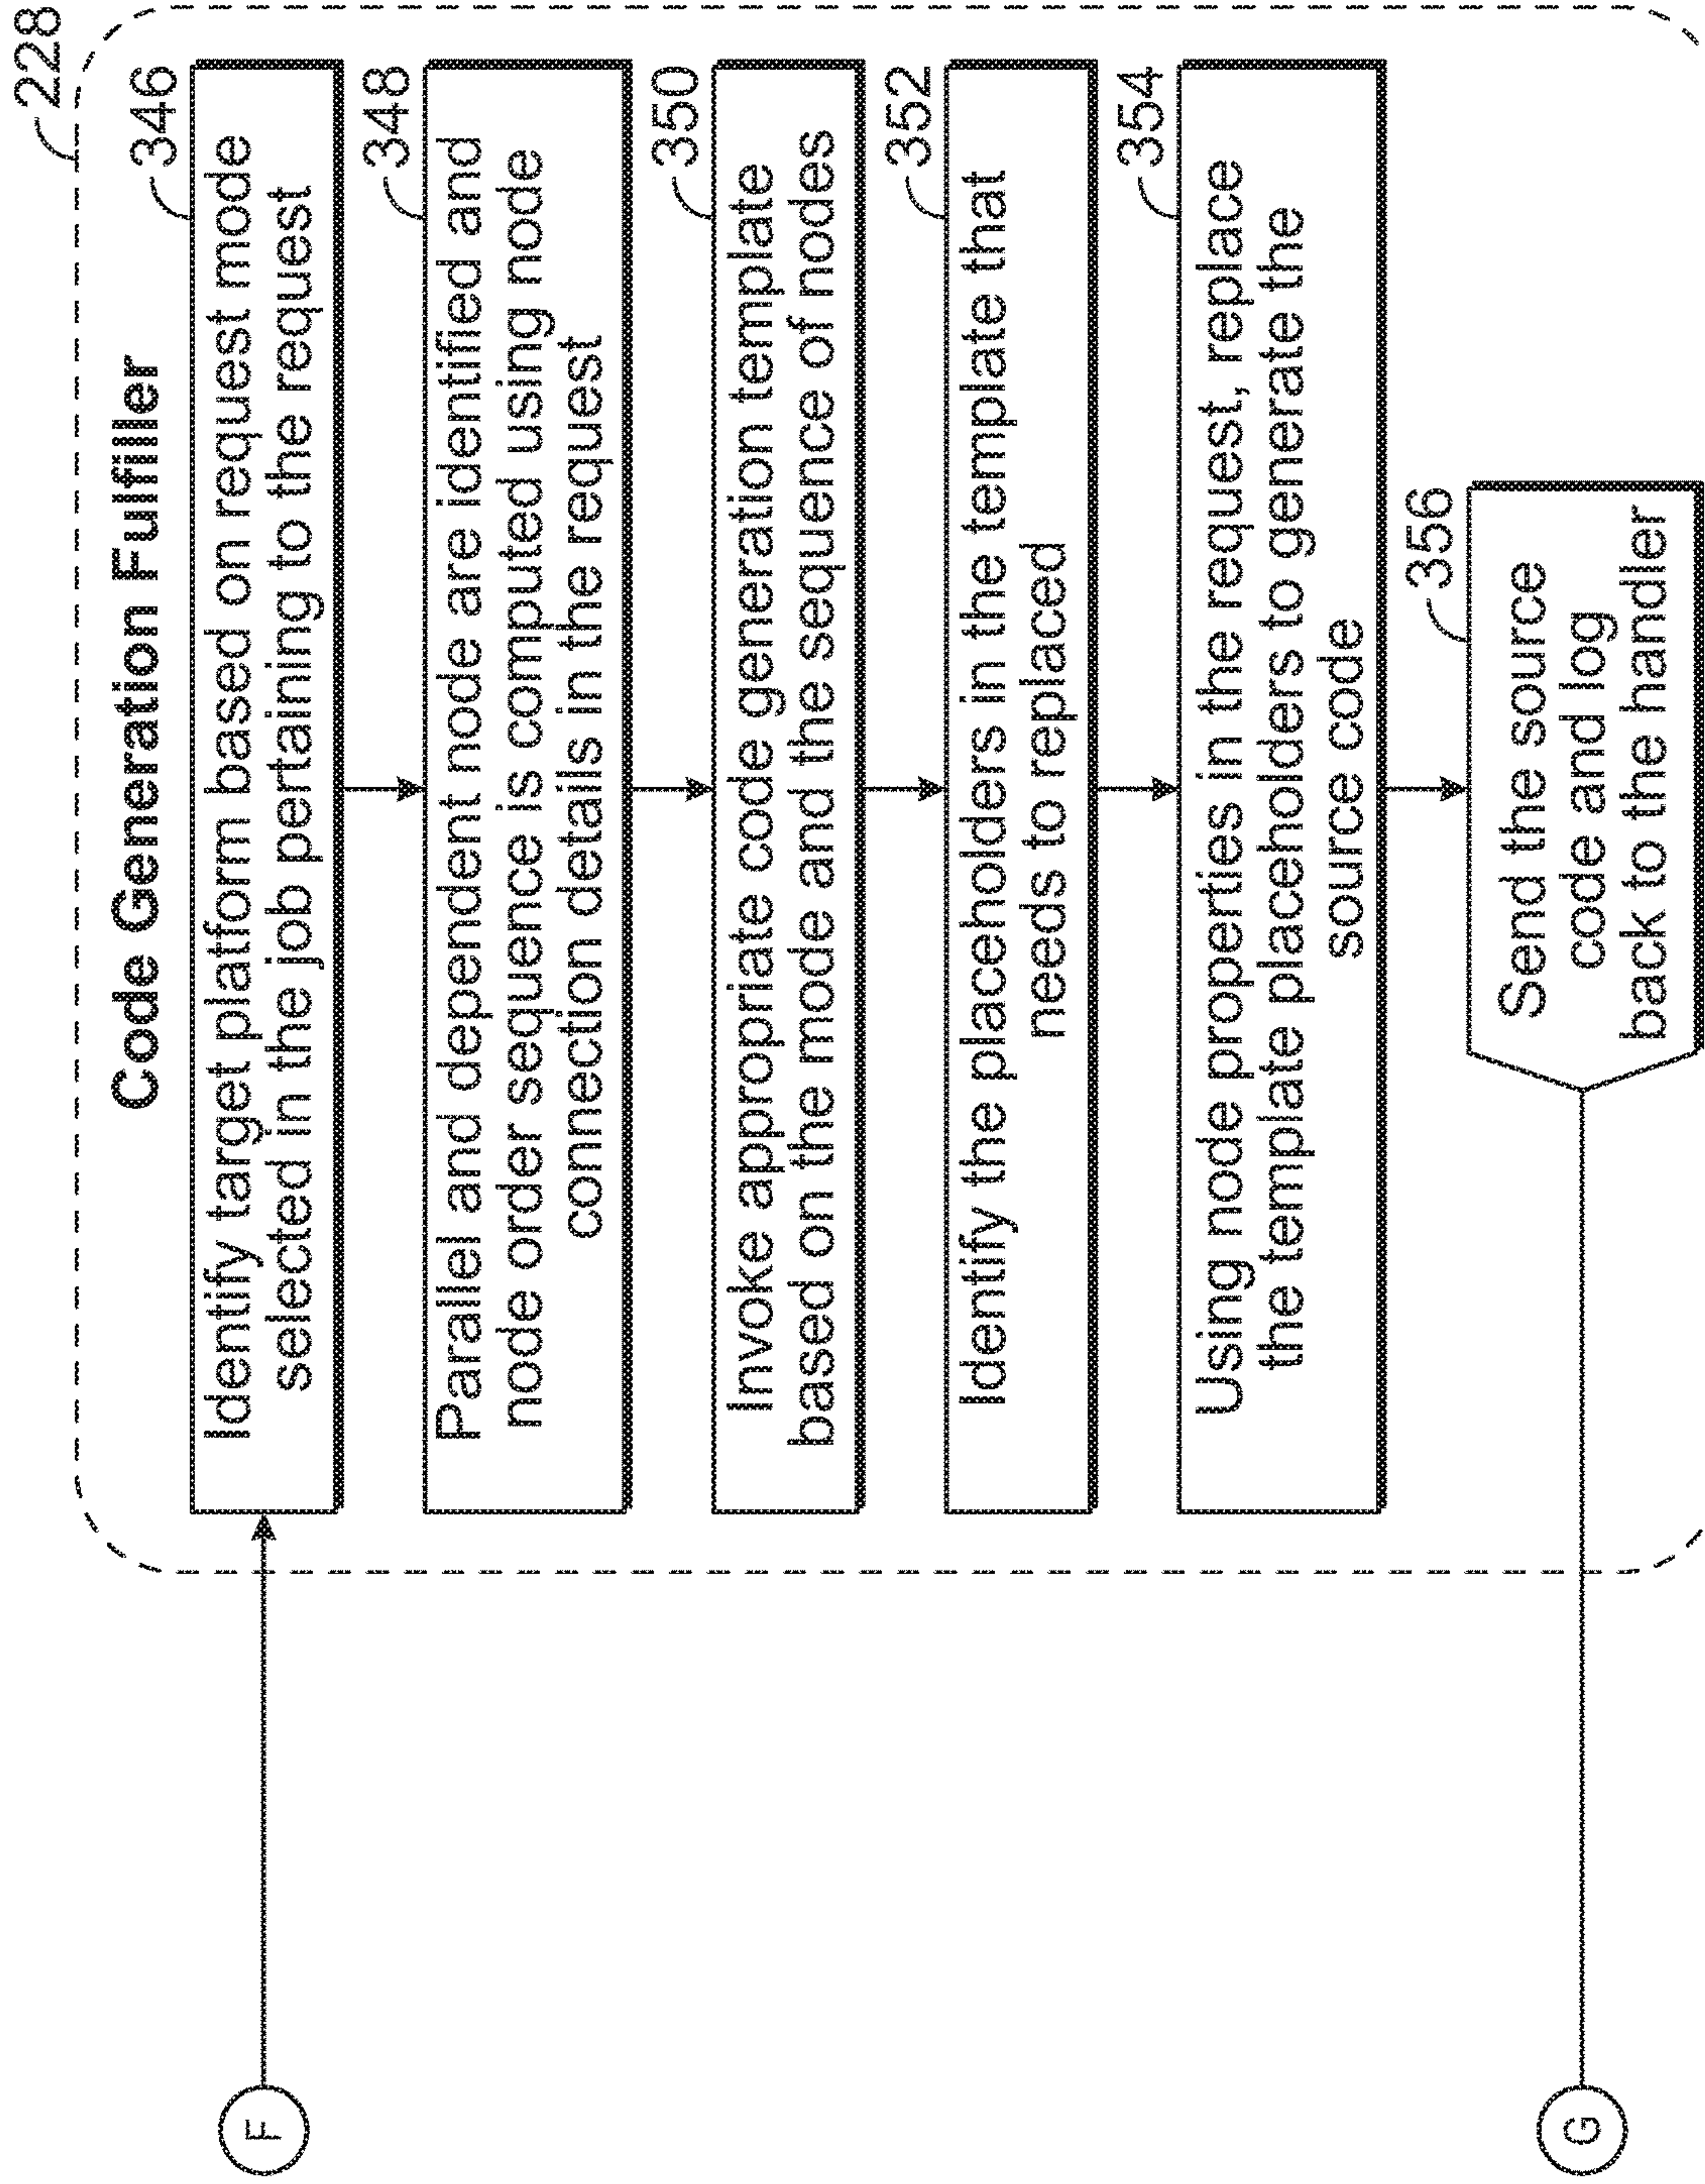 228
Code Generation Fulfiller
346
Identify target platform based on request mode
selected in the job pertaining to the request
348
Parallel and dependent node are identified and
node order sequence is computed using node
connection details in the request
350
Invoke appropriate code generation template
based on the mode and the sequence of nodes
352
Identify the placeholders in the template that
needs to replaced
354
Using node properties in the request, replace
the template placeholders to generate the
source code
356
Send the source
code and log
back to the handler
F
G